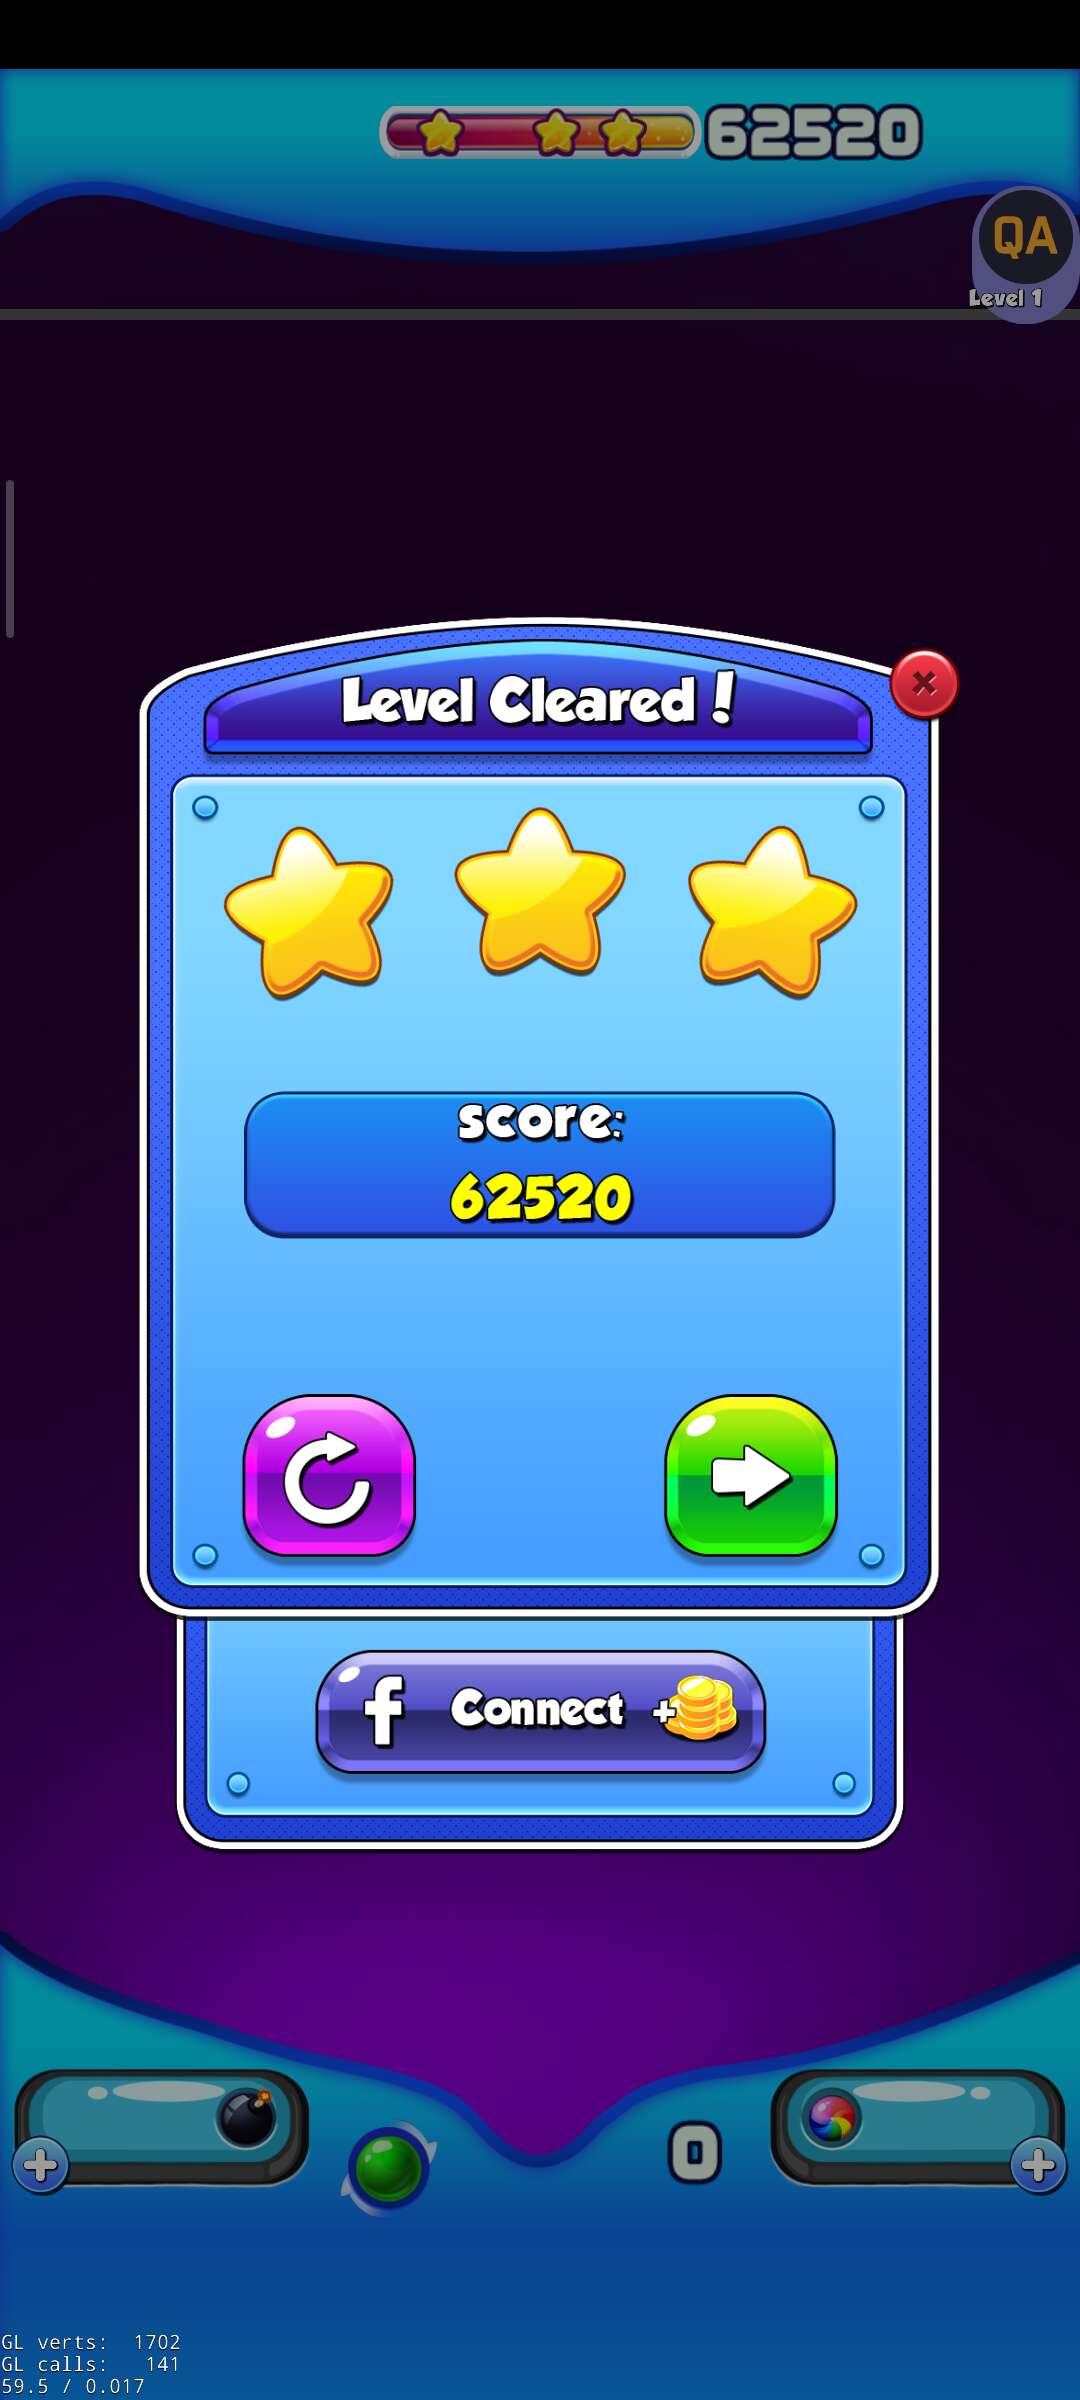 62520
QA
Level 1
Level Cleared !
score:
62520
f Connect +
0
GL verts: 1702
GL calls: 141
59.5 / 0.017